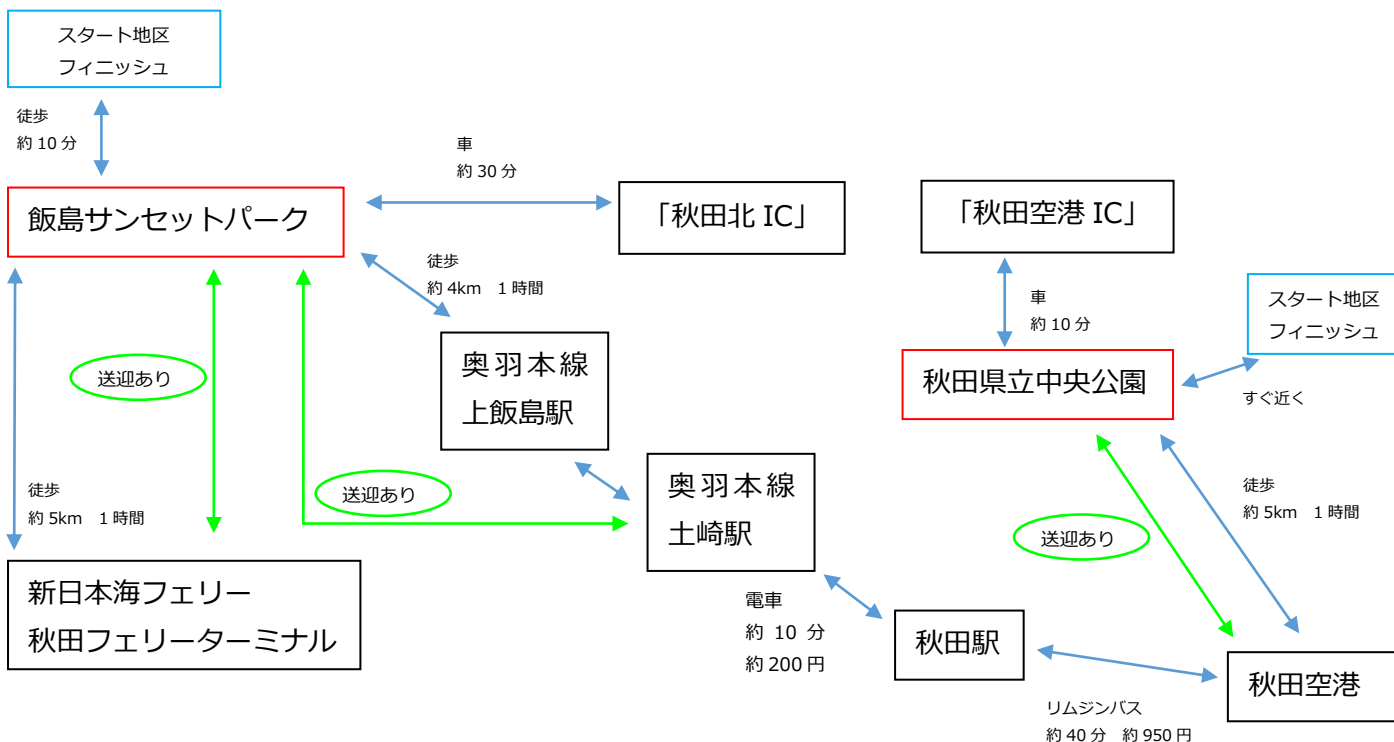 スタート地区
フィニッシュ
徒歩
約 10 分
飯島サンセットパーク
車
約 30 分
「秋田北 IC」
「秋田空港 IC」
徒歩
約 4km 1 時間
車
約 10 分
スタート地区
フィニッシュ
奥羽本線
上飯島駅
秋田県立中央公園
すぐ近く
送迎あり
送迎あり
奥羽本線
土崎駅
徒歩
約 5km 1 時間
徒歩
約 5km 1 時間
送迎あり
新日本海フェリー
秋田フェリーターミナル
電車
約 10 分
約 200 円
秋田駅
秋田空港
リムジンバス
約 40 分 約 950 円